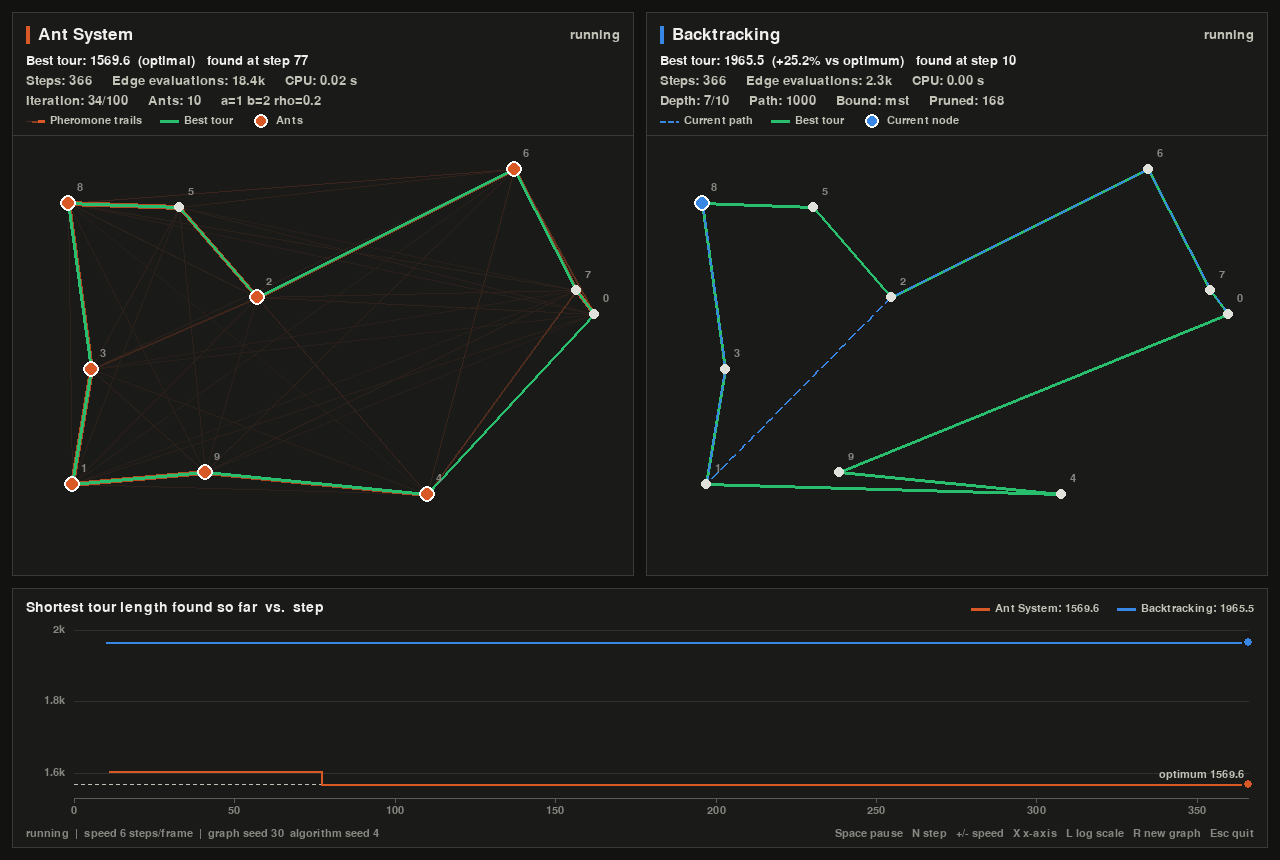 Ant System running
Best tour: 1569.6 (optimal) found at step 77
Steps: 366 Edge evaluations: 18.4k CPU: 0.02 s
Iteration: 34/100 Ants: 10 a=1 b=2 rho=0.2
Pheromone trails Best tour Ants
6
8
5
2
7
0
3
1
9
4
Backtracking running
Best tour: 1965.5 (+25.2% vs optimum) found at step 10
Steps: 366 Edge evaluations: 2.3k CPU: 0.00 s
Depth: 7/10 Path: 1000 Bound: mst Pruned: 168
Current path Best tour Current node
6
8
5
2
7
0
3
1
9
4
Shortest tour length found so far vs. step
Ant System: 1569.6 Backtracking: 1965.5
2k
1.8k
1.6k
optimum 1569.6
0 50 100 150 200 250 300 350
running | speed 6 steps/frame | graph seed 30 algorithm seed 4
Space pause N step +/- speed X x-axis L log scale R new graph Esc quit